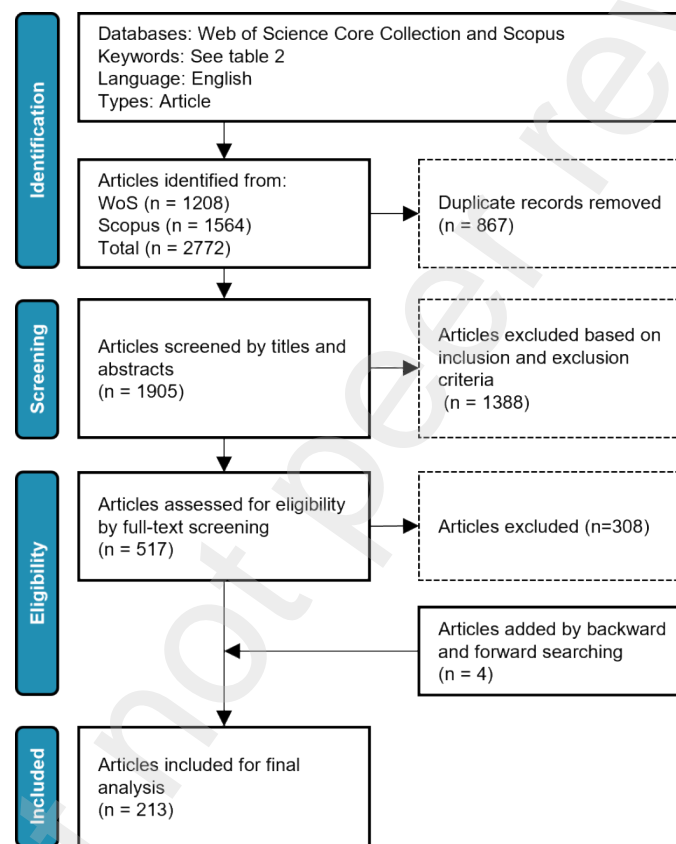 Identification
Databases: Web of Science Core Collection and Scopus
Keywords: See table 2
Language: English
Types: Article
Articles identified from:
WoS (n = 1208)
Scopus (n = 1564)
Total (n = 2772)
Duplicate records removed
(n = 867)
Screening
Articles screened by titles and
abstracts
(n = 1905)
Articles excluded based on
inclusion and exclusion
criteria
(n = 1388)
Eligibility
Articles assessed for eligibility
by full-text screening
(n = 517)
Articles excluded (n=308)
Articles added by backward
and forward searching
(n = 4)
Included
Articles included for final
analysis
(n = 213)
not peer rev